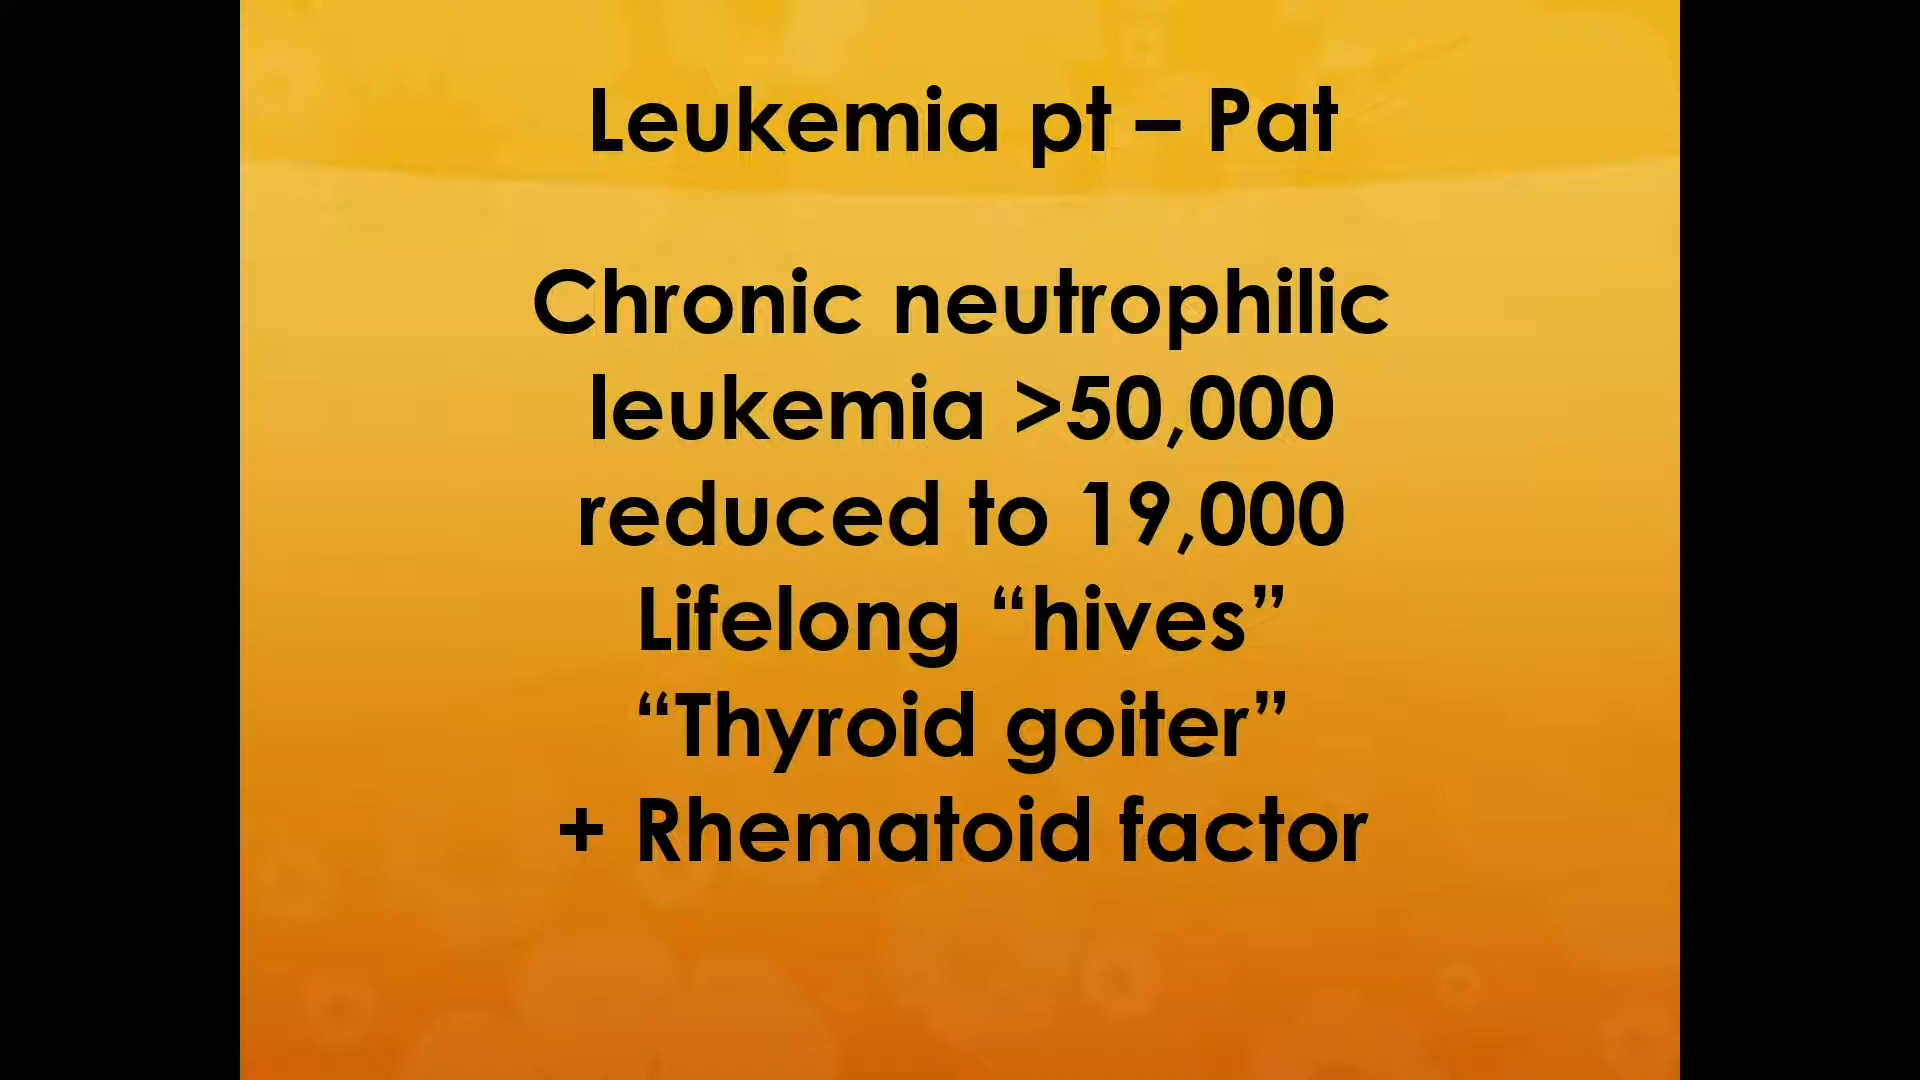 Leukemia pt – Pat
Chronic neutrophilic
leukemia >50,000
reduced to 19,000
Lifelong “hives”
“Thyroid goiter”
+ Rhematoid factor